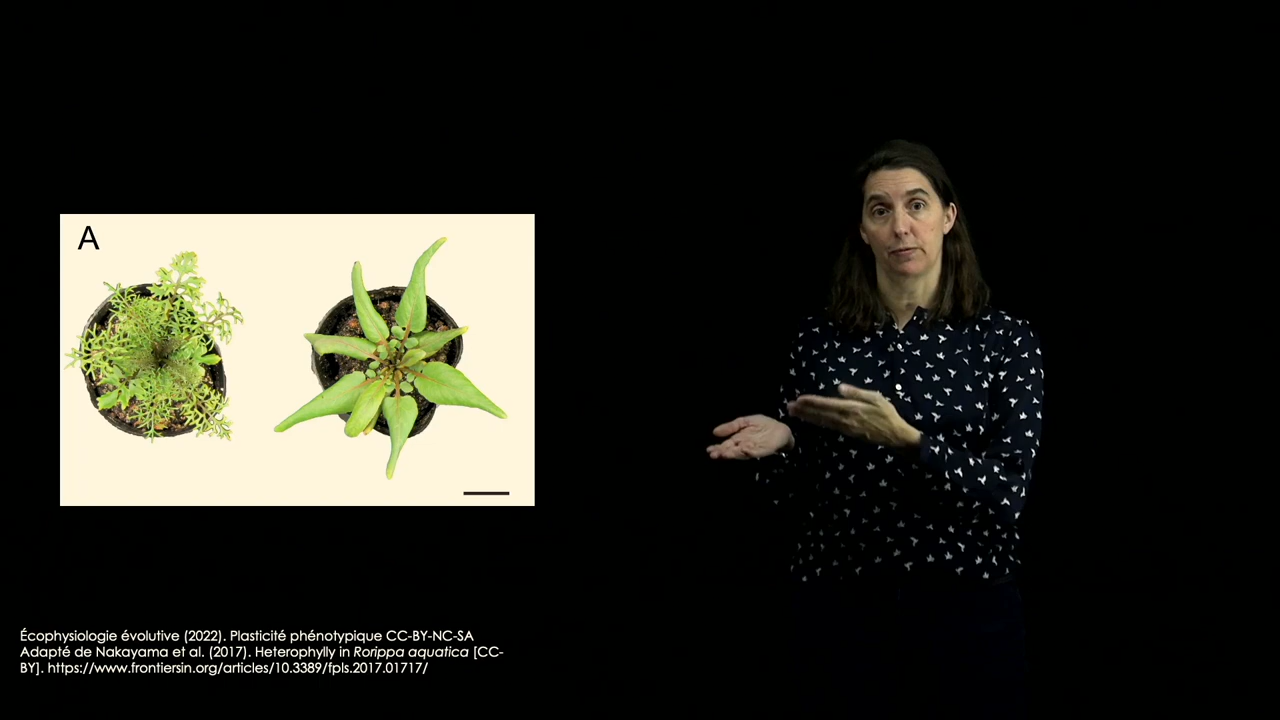 A
Écophysiologie évolutive (2022). Plasticité phénotypique CC-BY-NC-SA
Adapté de Nakayama et al. (2017). Heterophylly in Rorippa aquatica [CC-
BY]. https://www.frontiersin.org/articles/10.3389/fpls.2017.01717/